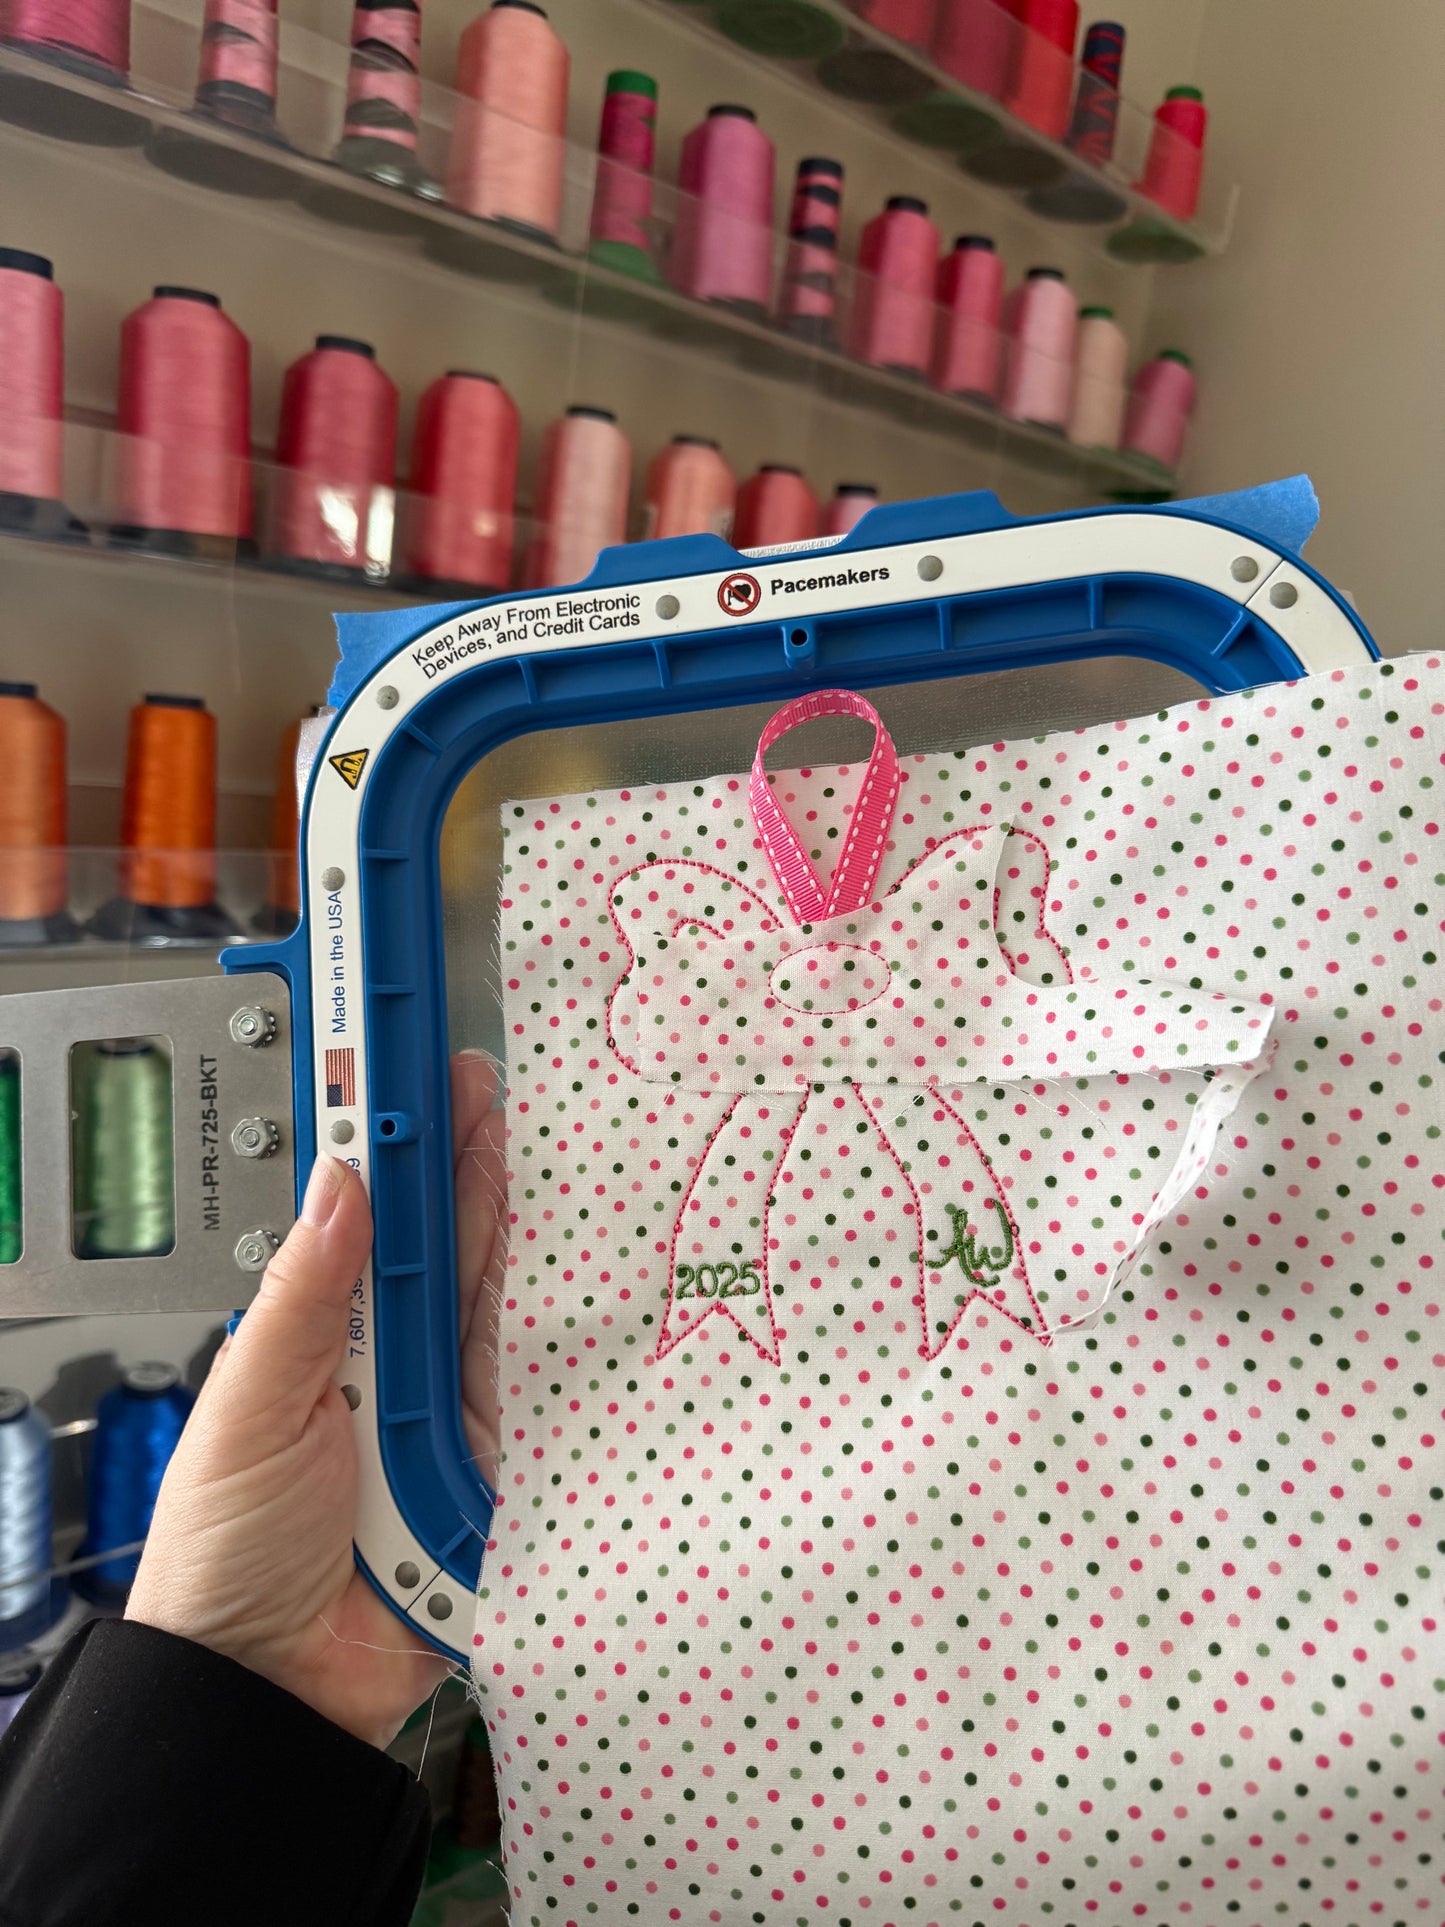 Keep Away From Electronic
Devices, and Credit Cards
Pacemakers
Made in the USA
MH-PR-725-BKT
2025
AW